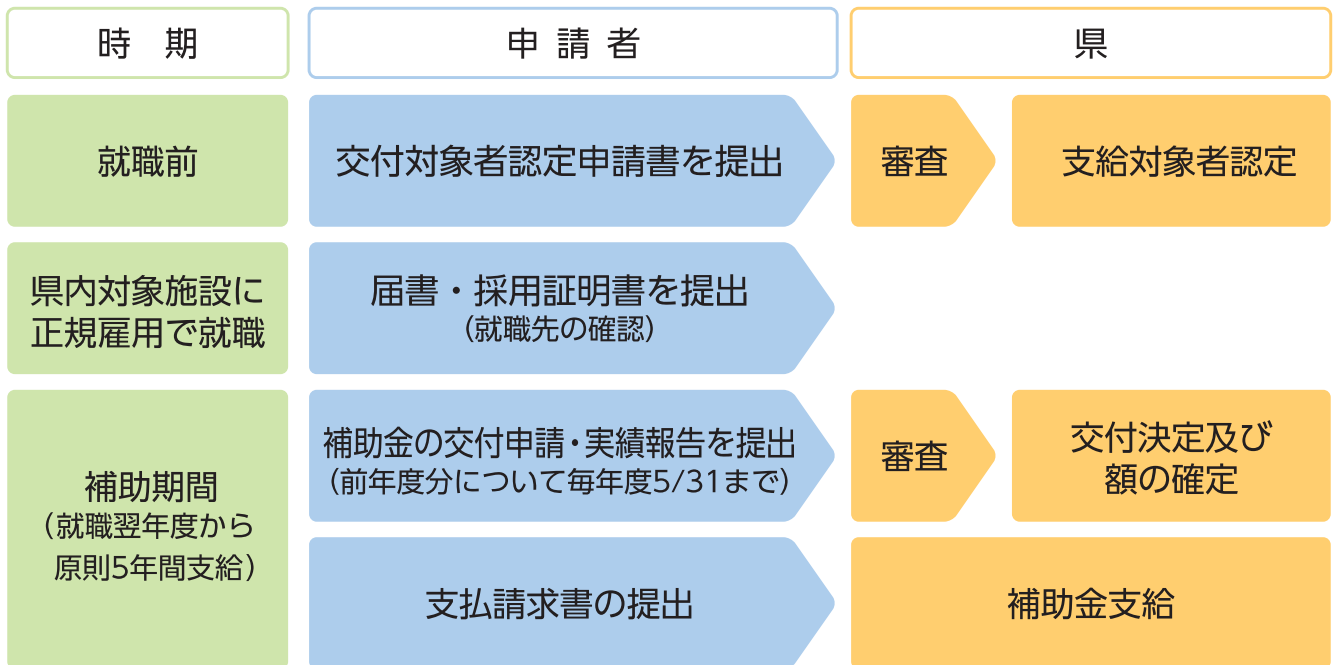 時　期
申 請 者
県
就職前
交付対象者認定申請書を提出
審査
支給対象者認定
県内対象施設に
正規雇用で就職
届書・採用証明書を提出
（就職先の確認）
補助期間
（就職翌年度から
原則5年間支給）
補助金の交付申請・実績報告を提出
（前年度分について毎年度5/31まで）
審査
交付決定及び
額の確定
支払請求書の提出
補助金支給